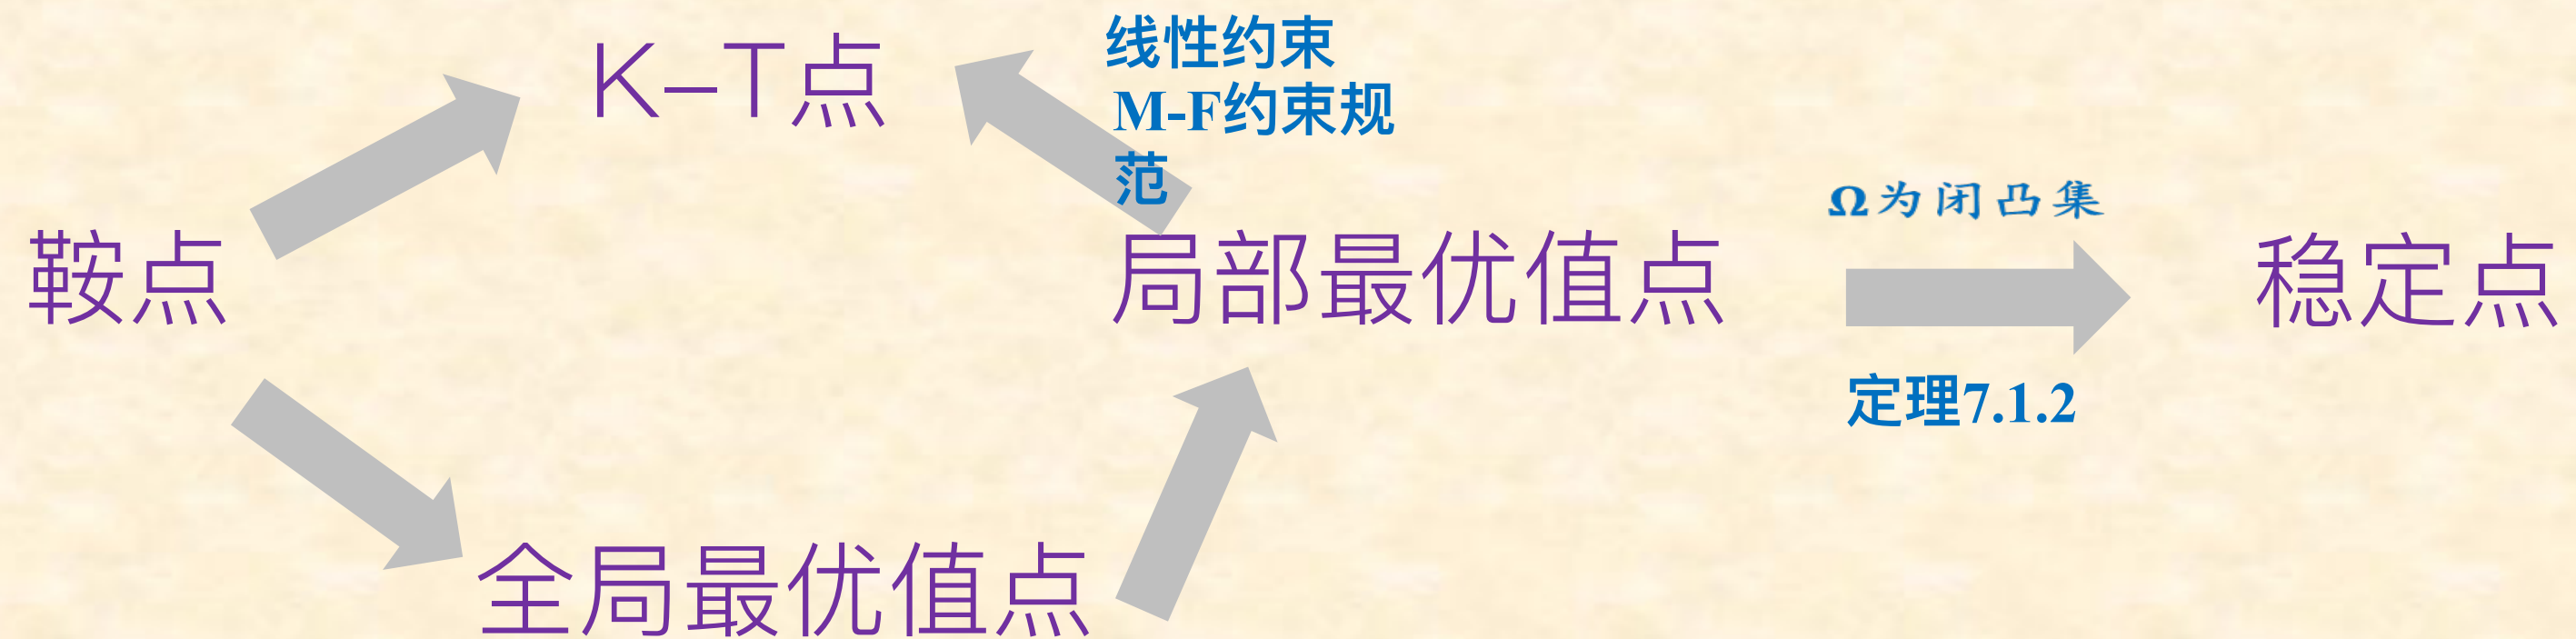 线性约束
K–T点
M-F约束规
范
Ω为闭凸集
鞍点
局部最优值点
稳定点
定理7.1.2
全局最优值点